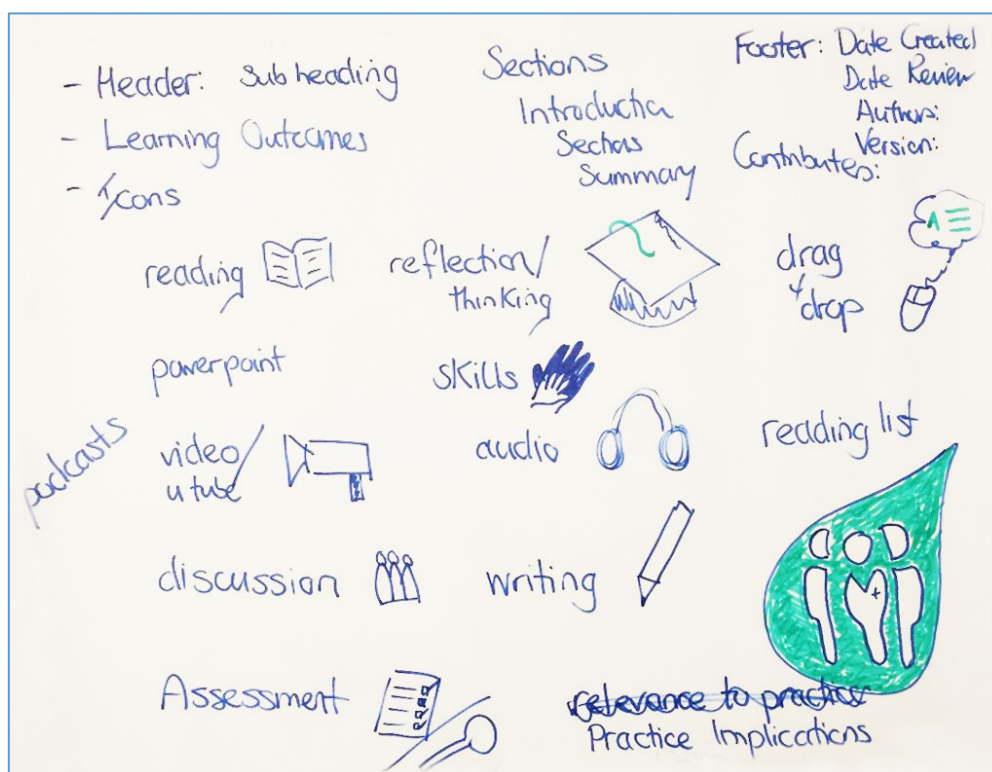 - Header: Sub heading
- Learning Outcomes
- Icons
Sections
Introduction
Sections
Summary
Footer: Date Created
Date Review
Authors:
Version:
Contributes:
reading
reflection/
thinking
drag
+
drop
powerpoint
skills
podcasts
video/
u tube
audio
reading list
discussion
writing
Assessment
relevance to practice
Practice Implications